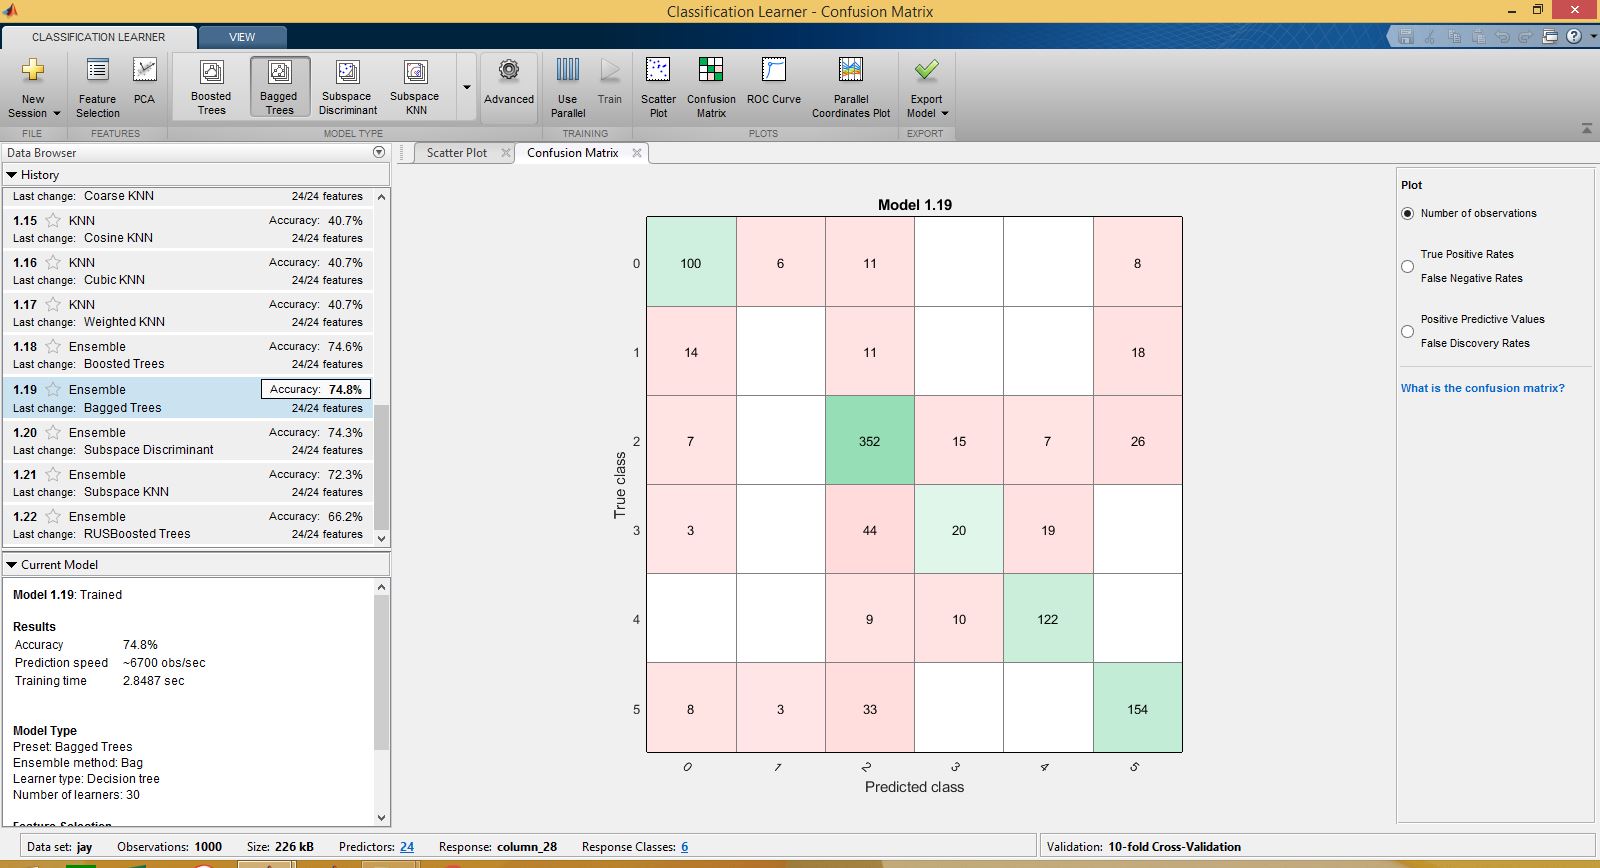 Classification Learner - Confusion Matrix
CLASSIFICATION LEARNER
VIEW
New Session
Feature Selection
PCA
Boosted Trees
Bagged Trees
Subspace Discriminant
Subspace KNN
Advanced
Use Parallel
Train
Scatter Plot
Confusion Matrix
ROC Curve
Parallel Coordinates Plot
Export Model
FILE
FEATURES
MODEL TYPE
TRAINING
PLOTS
EXPORT
Data Browser
History
Last change: Coarse KNN 24/24 features
1.15 KNN Accuracy: 40.7%
Last change: Cosine KNN 24/24 features
1.16 KNN Accuracy: 40.7%
Last change: Cubic KNN 24/24 features
1.17 KNN Accuracy: 40.7%
Last change: Weighted KNN 24/24 features
1.18 Ensemble Accuracy: 74.6%
Last change: Boosted Trees 24/24 features
1.19 Ensemble Accuracy: 74.8%
Last change: Bagged Trees 24/24 features
1.20 Ensemble Accuracy: 74.3%
Last change: Subspace Discriminant 24/24 features
1.21 Ensemble Accuracy: 72.3%
Last change: Subspace KNN 24/24 features
1.22 Ensemble Accuracy: 66.2%
Last change: RUSBoosted Trees 24/24 features
Current Model
Model 1.19: Trained
Results
Accuracy 74.8%
Prediction speed ~6700 obs/sec
Training time 2.8487 sec
Model Type
Preset: Bagged Trees
Ensemble method: Bag
Learner type: Decision tree
Number of learners: 30
Feature Selection
Scatter Plot
Confusion Matrix
Model 1.19
0 100 6 11 8
1 14 11 18
2 7 352 15 7 26
3 3 44 20 19
4 9 10 122
5 8 3 33 154
0 1 2 3 4 5
True class
Predicted class
Plot
Number of observations
True Positive Rates
False Negative Rates
Positive Predictive Values
False Discovery Rates
What is the confusion matrix?
Data set: jay Observations: 1000 Size: 226 kB Predictors: 24 Response: column_28 Response Classes: 6
Validation: 10-fold Cross-Validation